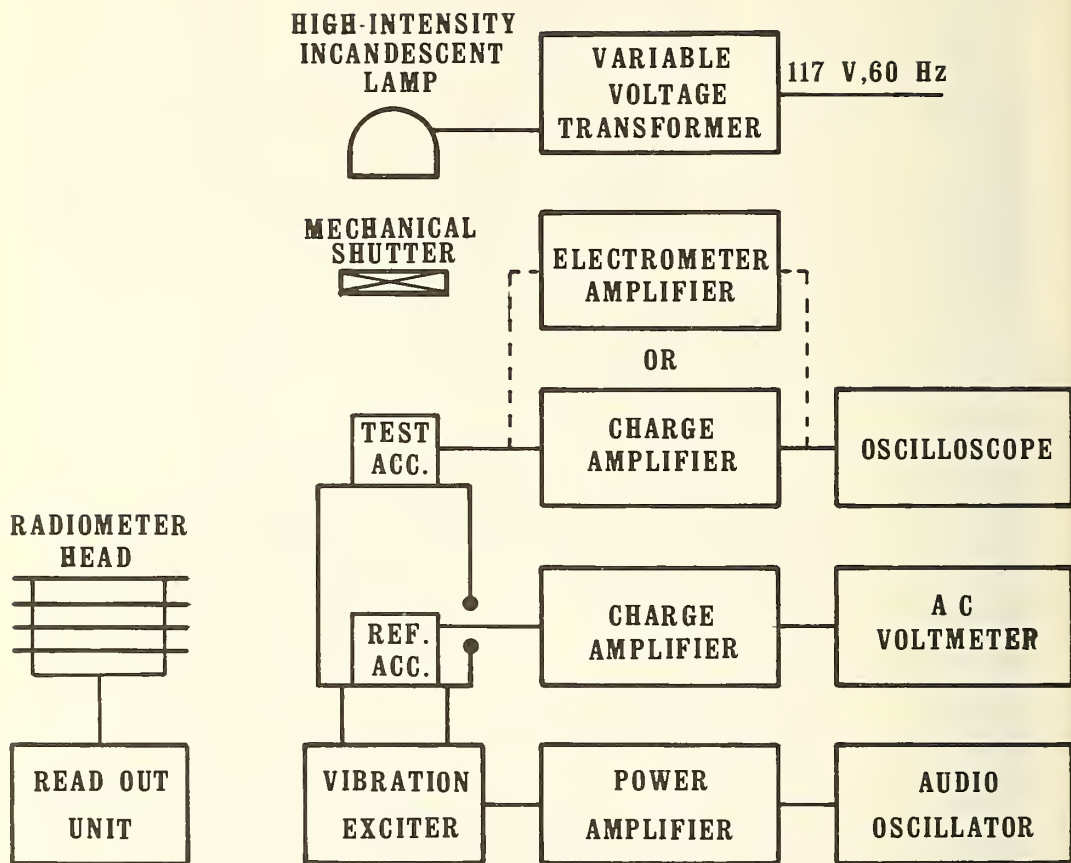 HIGH-INTENSITY
INCANDESCENT
LAMP
VARIABLE
VOLTAGE
TRANSFORMER
117 V,60 Hz
MECHANICAL
SHUTTER
ELECTROMETER
AMPLIFIER
OR
TEST
ACC.
CHARGE
AMPLIFIER
OSCILLOSCOPE
RADIOMETER
HEAD
REF.
ACC.
CHARGE
AMPLIFIER
A C
VOLTMETER
READ OUT
UNIT
VIBRATION
EXCITER
POWER
AMPLIFIER
AUDIO
OSCILLATOR